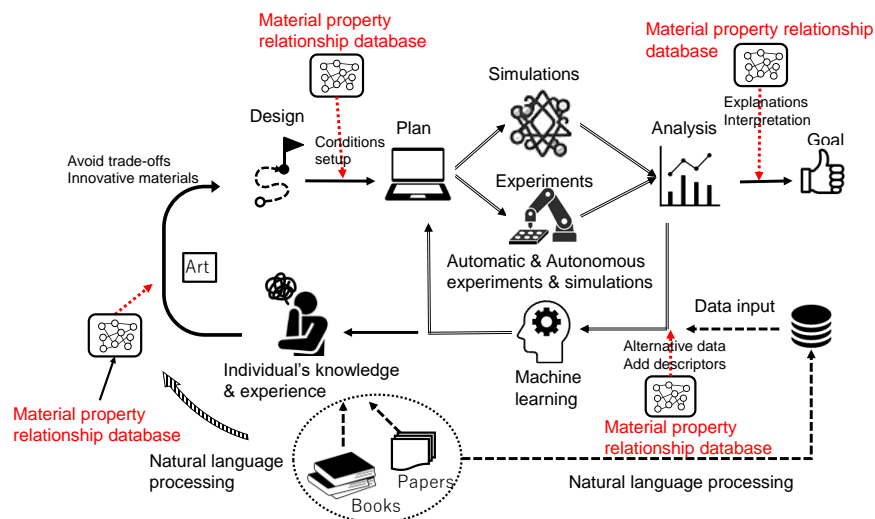 Material property
relationship database
Material property relationship
database
Simulations
Design
Plan
Conditions
setup
Analysis
Explanations
Interpretation
Goal
Avoid trade-offs
Innovative materials
Experiments
Art
Automatic & Autonomous
experiments & simulations
Data input
Alternative data
Add descriptors
Individual's knowledge
& experience
Machine
learning
Material property
relationship database
Material property
relationship database
Natural language
processing
Papers
Books
Natural language processing